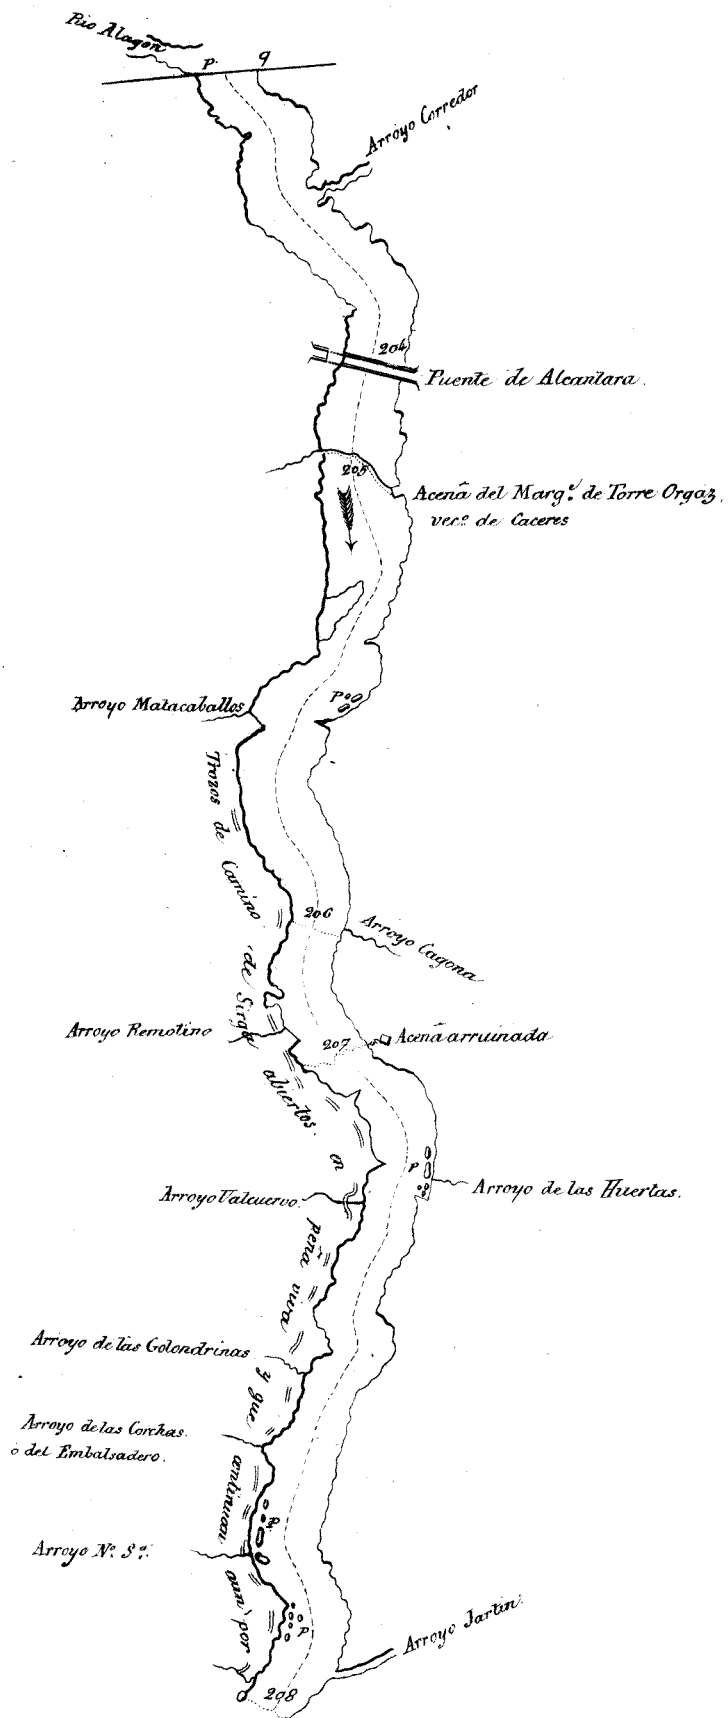 Rio Alagon
P. q
Arroyo Corredor
204
Puente de Alcantara.
205
Acenã del Marq.ᵉ de Torre Orgaz,
vec.º de Caceres
P
Arroyo Matacaballos
Trozos de Camino de Sirga abiertos en peña viva y que continuan aun por
206
Arroyo Cagona
Arroyo Remolino
207
Acenã arruinada
P
Arroyo de las Huertas.
Arroyo Valcuervo.
Arroyo de las Golondrinas
Arroyo de las Corchas.
o del Embalsadero.
P.
Arroyo N.ª S.ª
P
Arroyo Jartin.
208